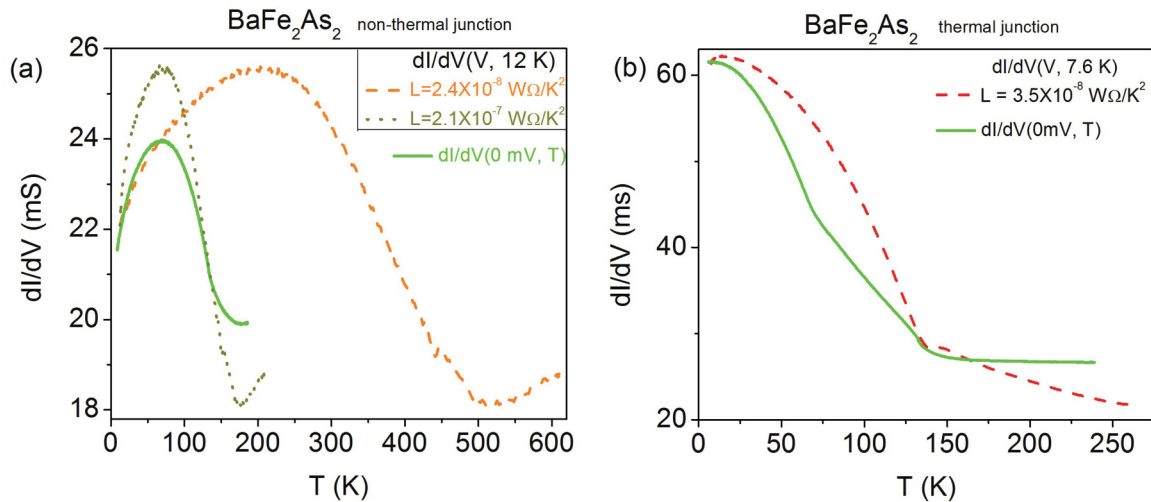 BaFe₂As₂ non-thermal junction
(a)
dI/dV(V, 12 K)
L=2.4X10⁻⁸ WΩ/K²
L=2.1X10⁻⁷ WΩ/K²
dI/dV(0 mV, T)
dI/dV (mS)
26
24
22
20
18
0 100 200 300 400 500 600
T (K)
BaFe₂As₂ thermal junction
(b)
dI/dV(V, 7.6 K)
L = 3.5X10⁻⁸ WΩ/K²
dI/dV(0mV, T)
dI/dV (ms)
60
40
20
0 50 100 150 200 250
T (K)